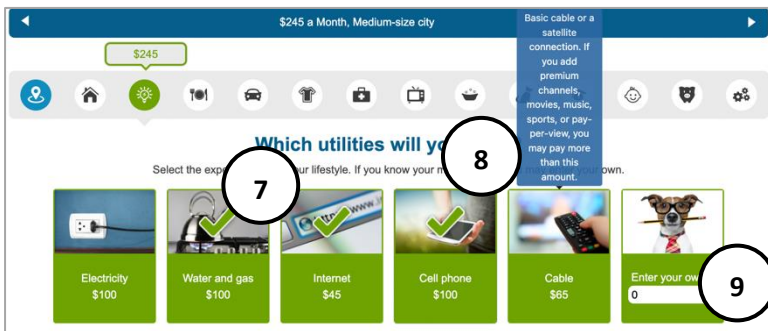 $245 a Month, Medium-size city
$245
Basic cable or a
satellite
connection. If
you add
premium
channels,
movies, music,
sports, or pay-
per-view, you
may pay more
than this
amount.
Which utilities will yo
8
Select the expe ur lifestyle. If you know your m own.
7
www.
Electricity
$100
Water and gas
$100
Internet
$45
Cell phone
$100
Cable
$65
Enter your ow
0
9